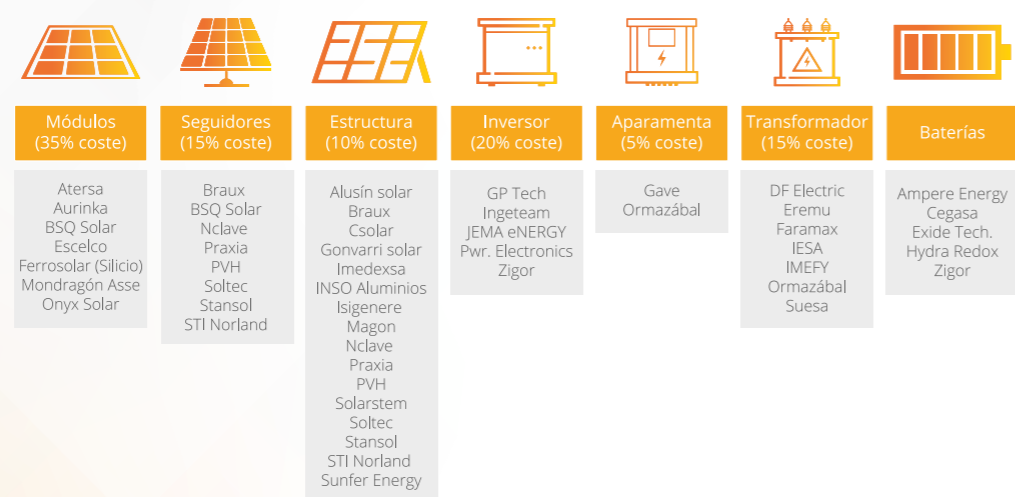 Módulos
(35% coste)
Atersa
Aurinka
BSQ Solar
Escelco
Ferrosolar (Silicio)
Mondragón Asse
Onyx Solar
Seguidores
(15% coste)
Braux
BSQ Solar
Nclave
Praxia
PVH
Soltec
Stansol
STI Norland
Estructura
(10% coste)
Alusín solar
Braux
Csolar
Gonvarri solar
Imedexsa
INSO Aluminios
Isigenere
Magon
Nclave
Praxia
PVH
Solarstem
Soltec
Stansol
STI Norland
Sunfer Energy
Inversor
(20% coste)
GP Tech
Ingeteam
JEMA eNERGY
Pwr. Electronics
Zigor
Aparamenta
(5% coste)
Gave
Ormazábal
Transformador
(15% coste)
DF Electric
Eremu
Faramax
IESA
IMEFY
Ormazábal
Suesa
Baterías
Ampere Energy
Cegasa
Exide Tech.
Hydra Redox
Zigor